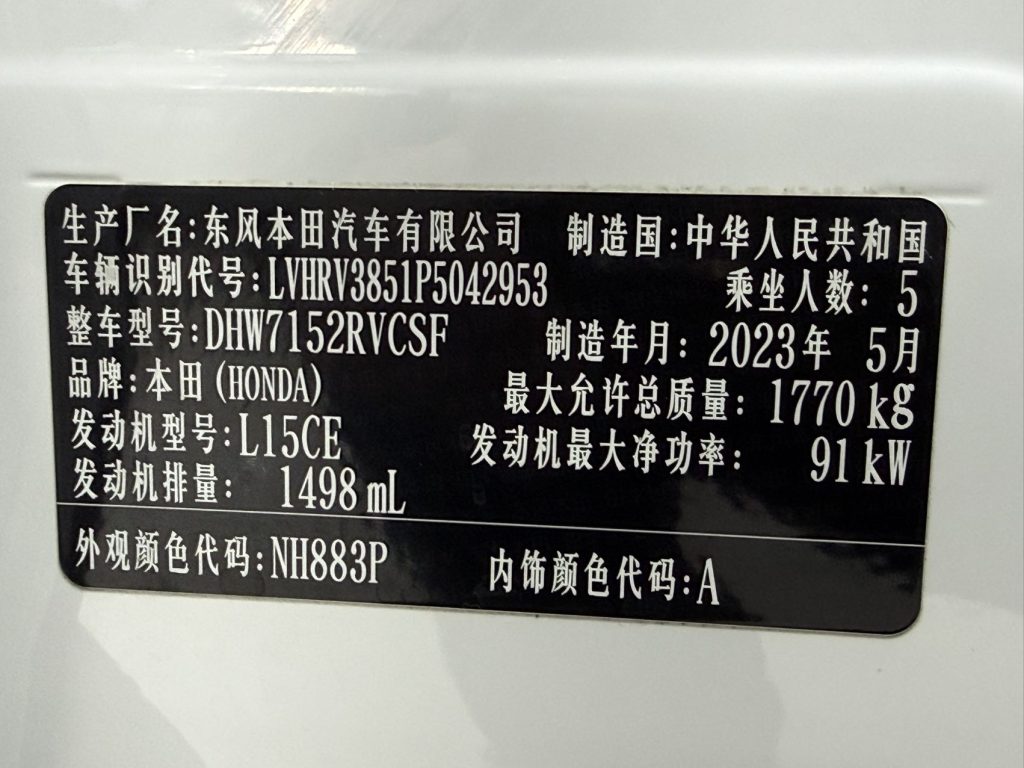 生产厂名:东风本田汽车有限公司 制造国:中华人民共和国
车辆识别代号:LVHRV3851P5042953 乘坐人数: 5
整车型号:DHW7152RVCSF 制造年月: 2023年 5月
品牌:本田(HONDA) 最大允许总质量: 1770 kg
发动机型号:L15CE 发动机最大净功率: 91 kW
发动机排量: 1498 mL
外观颜色代码:NH883P 内饰颜色代码:A